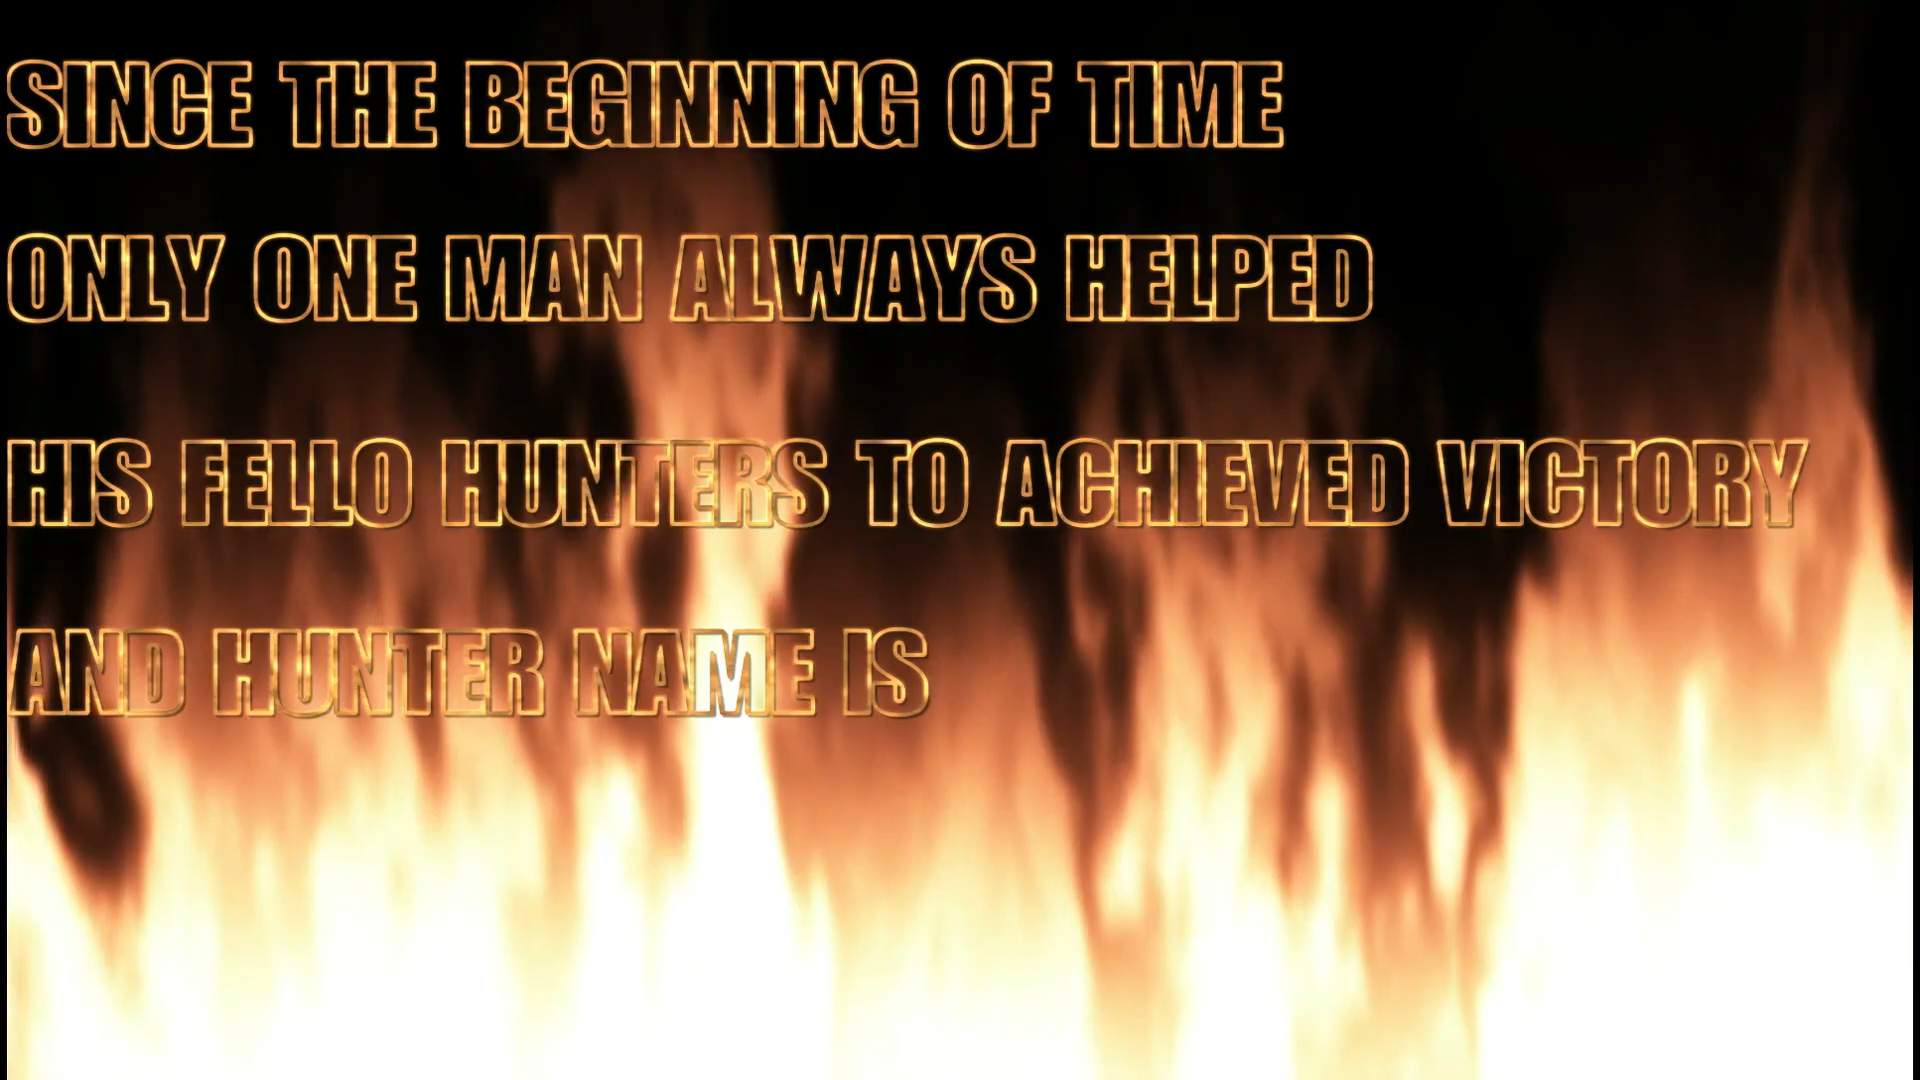 SINCE THE BEGINNING OF TIME
ONLY ONE MAN ALWAYS HELPED
HIS FELLO HUNTERS TO ACHIEVED VICTORY
AND HUNTER NAME IS